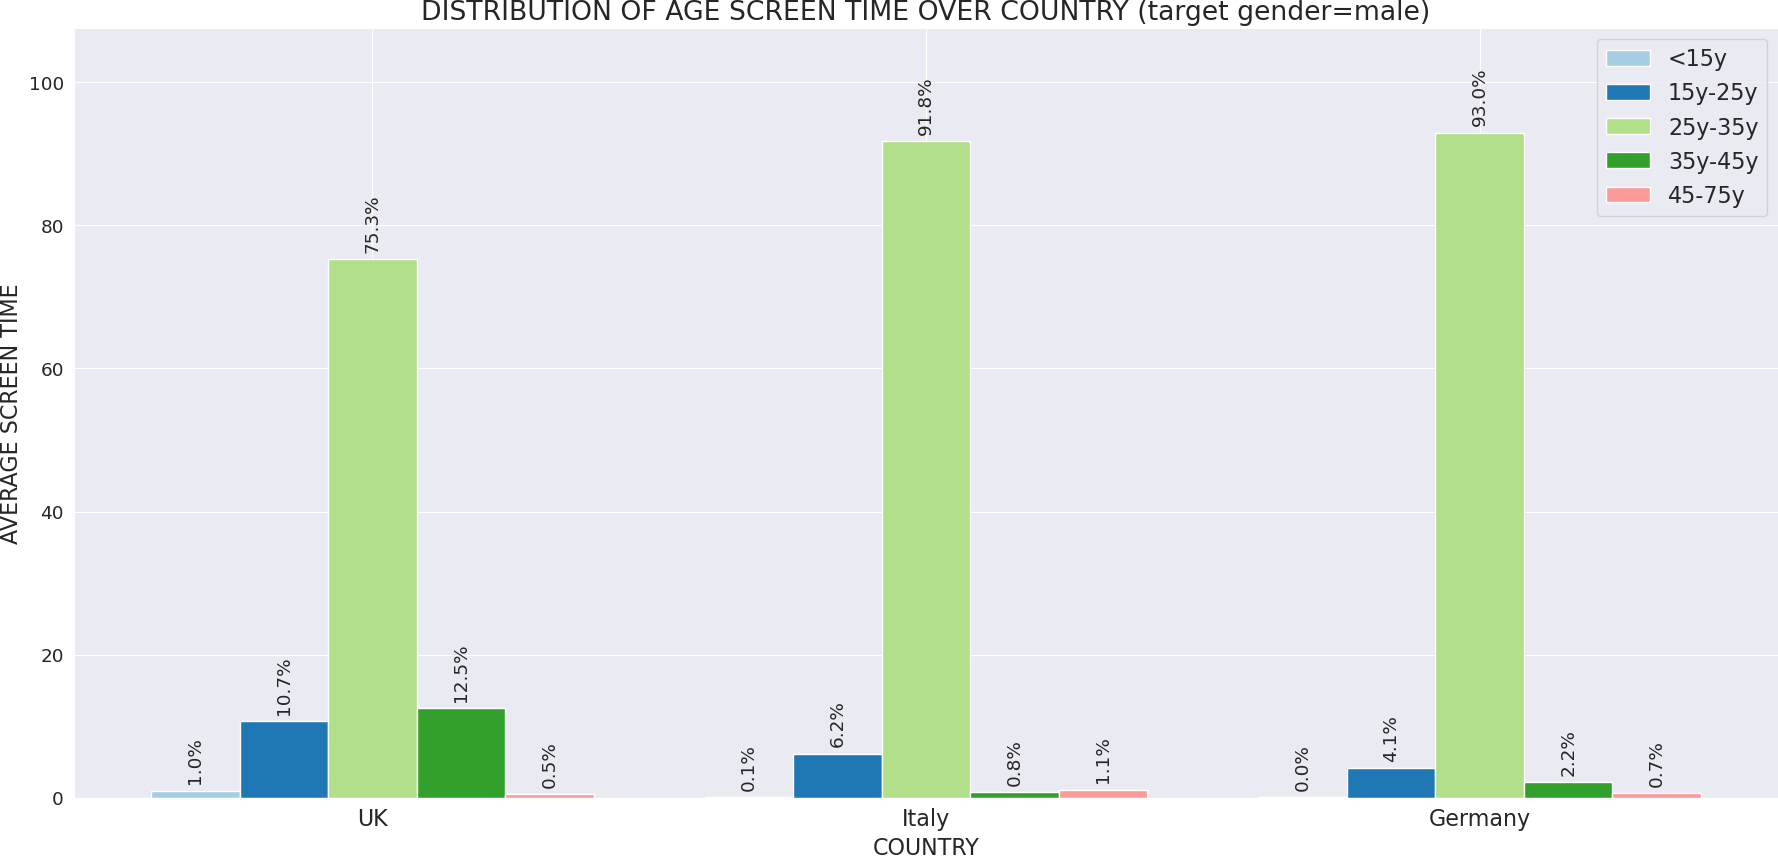 DISTRIBUTION OF AGE SCREEN TIME OVER COUNTRY (target gender=male)
<15y
15y-25y
25y-35y
35y-45y
45-75y
AVERAGE SCREEN TIME
100
80
60
40
20
0
1.0%
10.7%
75.3%
12.5%
0.5%
0.1%
6.2%
91.8%
0.8%
1.1%
0.0%
4.1%
93.0%
2.2%
0.7%
UK
Italy
Germany
COUNTRY